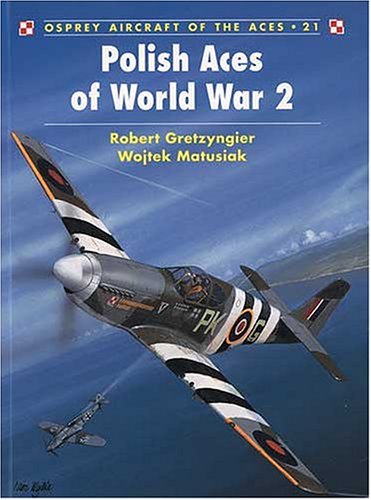 OSPREY AIRCRAFT OF THE ACES • 21
Polish Aces
of World War 2
Robert Gretzyngier
Wojtek Matusiak
PK G